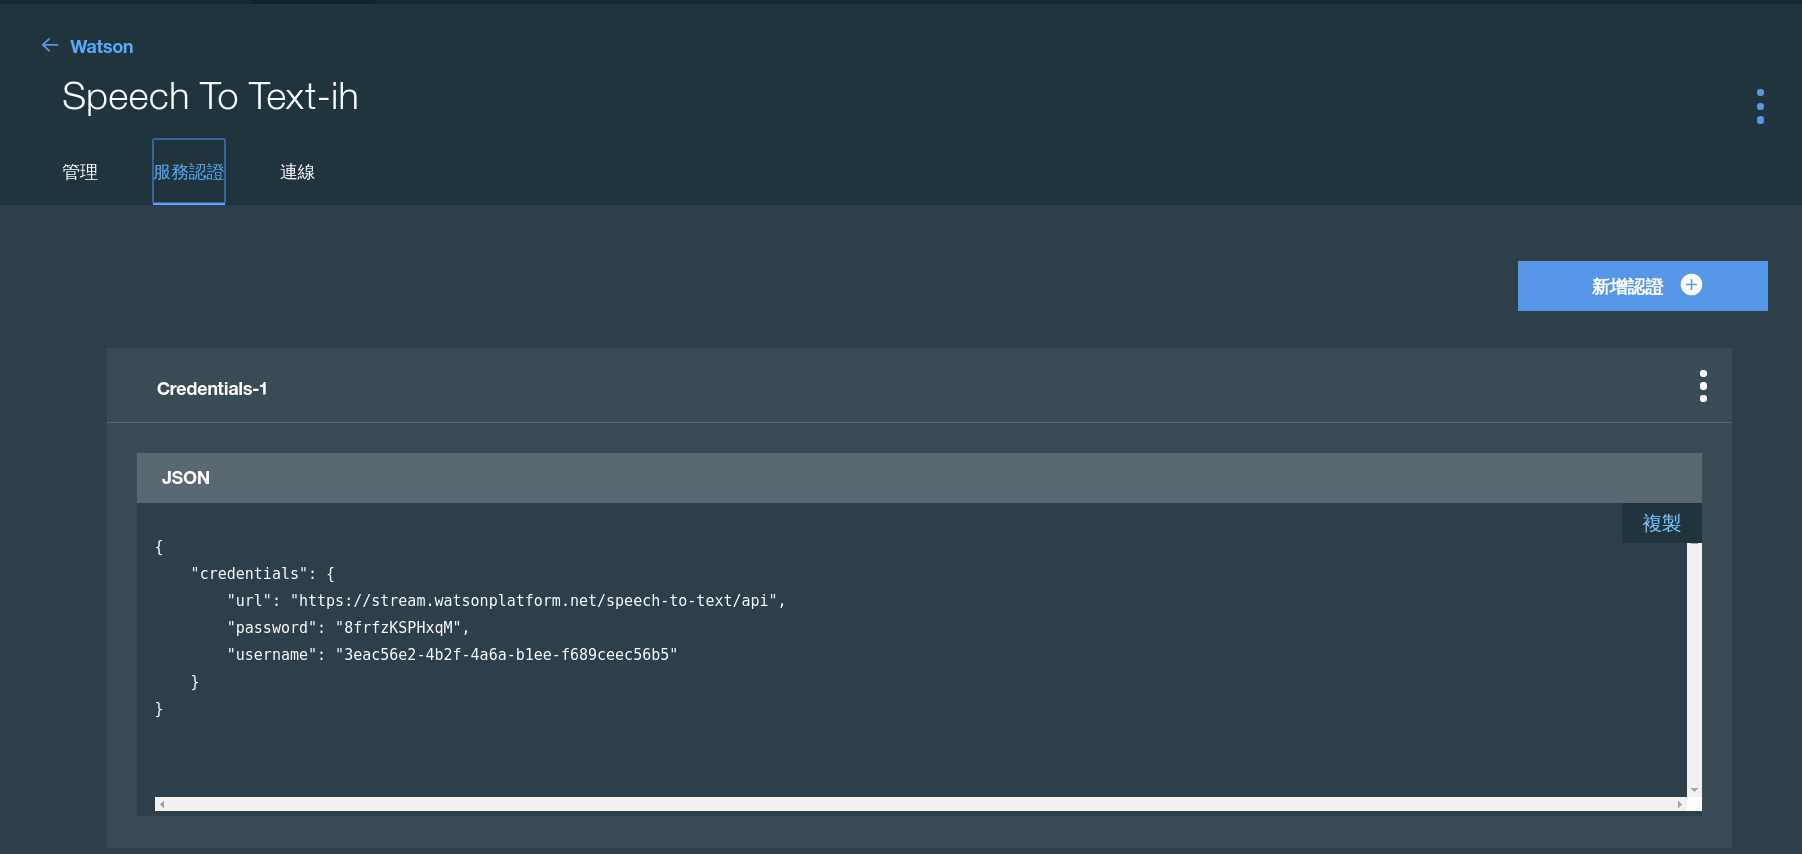 Watson
Speech To Text-ih
管理 服務認證 連線
新增認證
Credentials-1
JSON
複製
{
    "credentials": {
        "url": "https://stream.watsonplatform.net/speech-to-text/api",
        "password": "8frfzKSPHxqM",
        "username": "3eac56e2-4b2f-4a6a-b1ee-f689ceec56b5"
    }
}